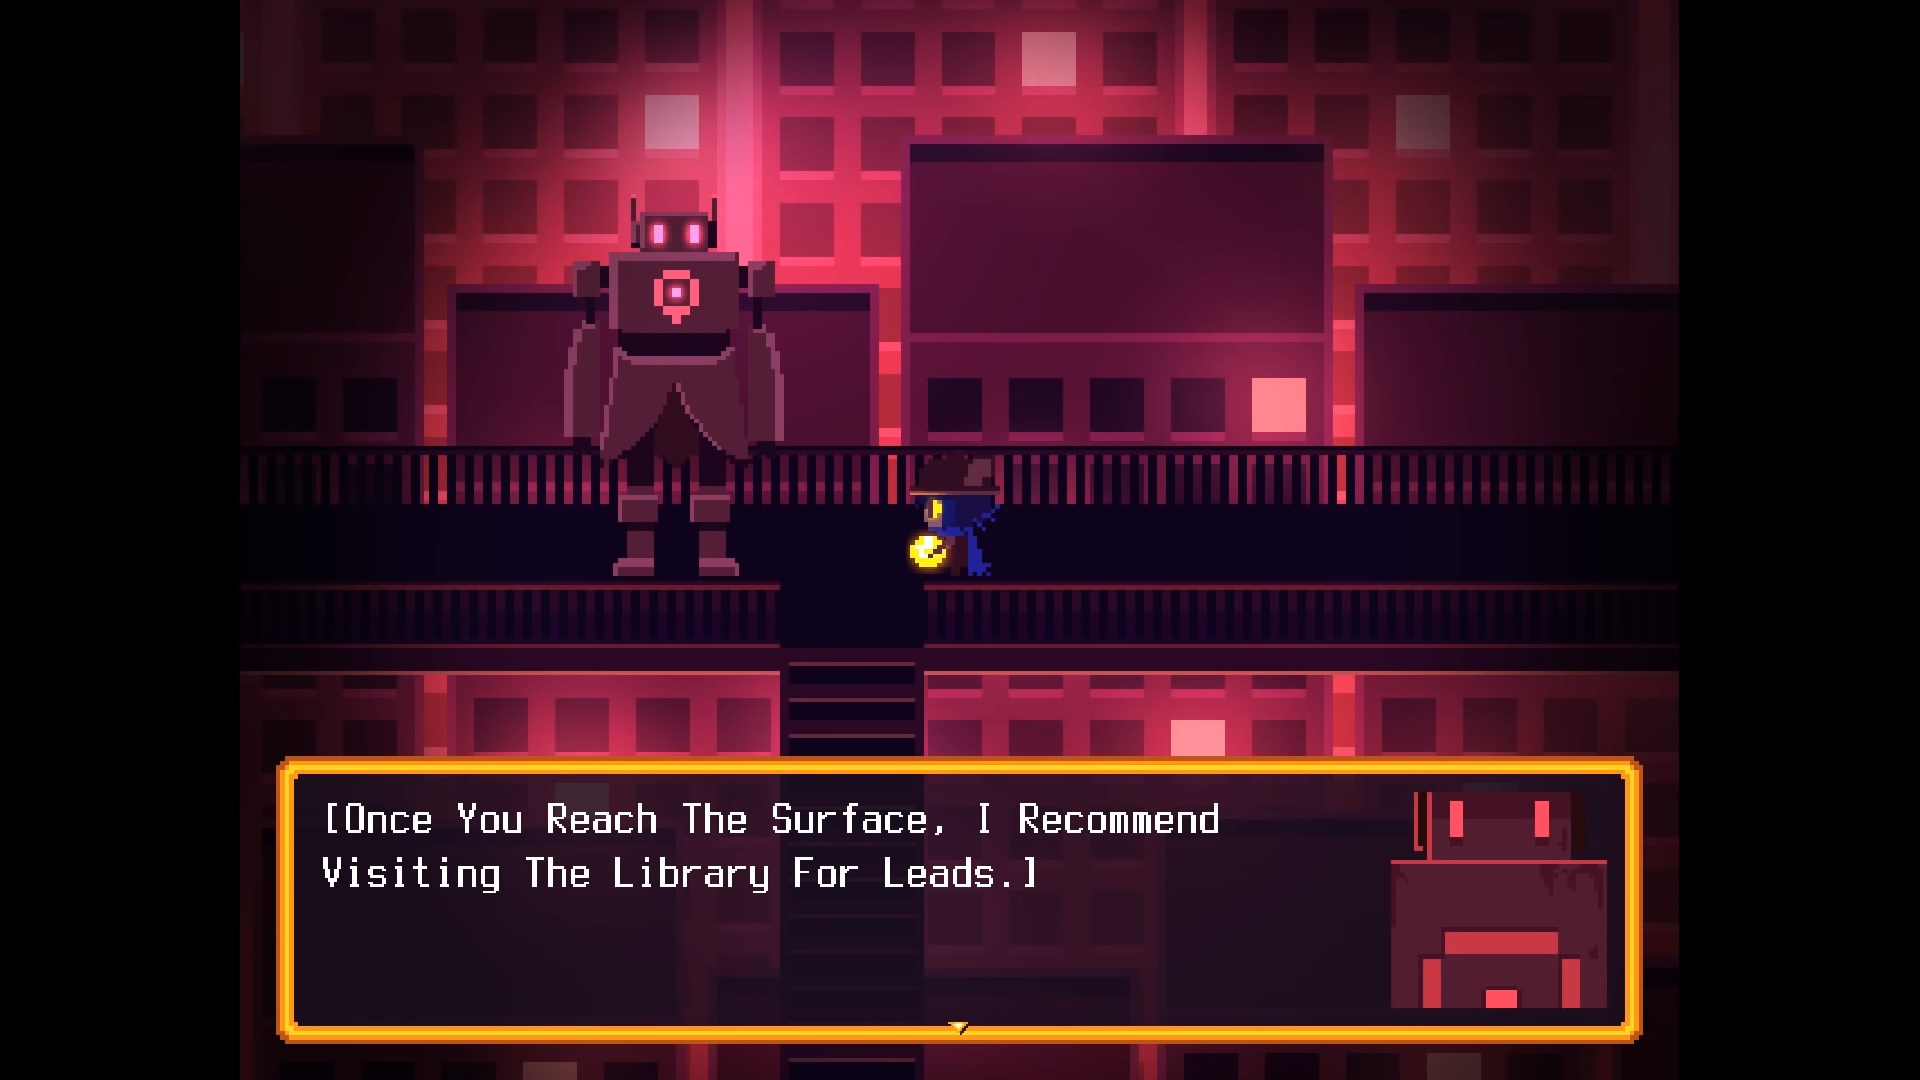 [Once You Reach The Surface, I Recommend
Visiting The Library For Leads.]